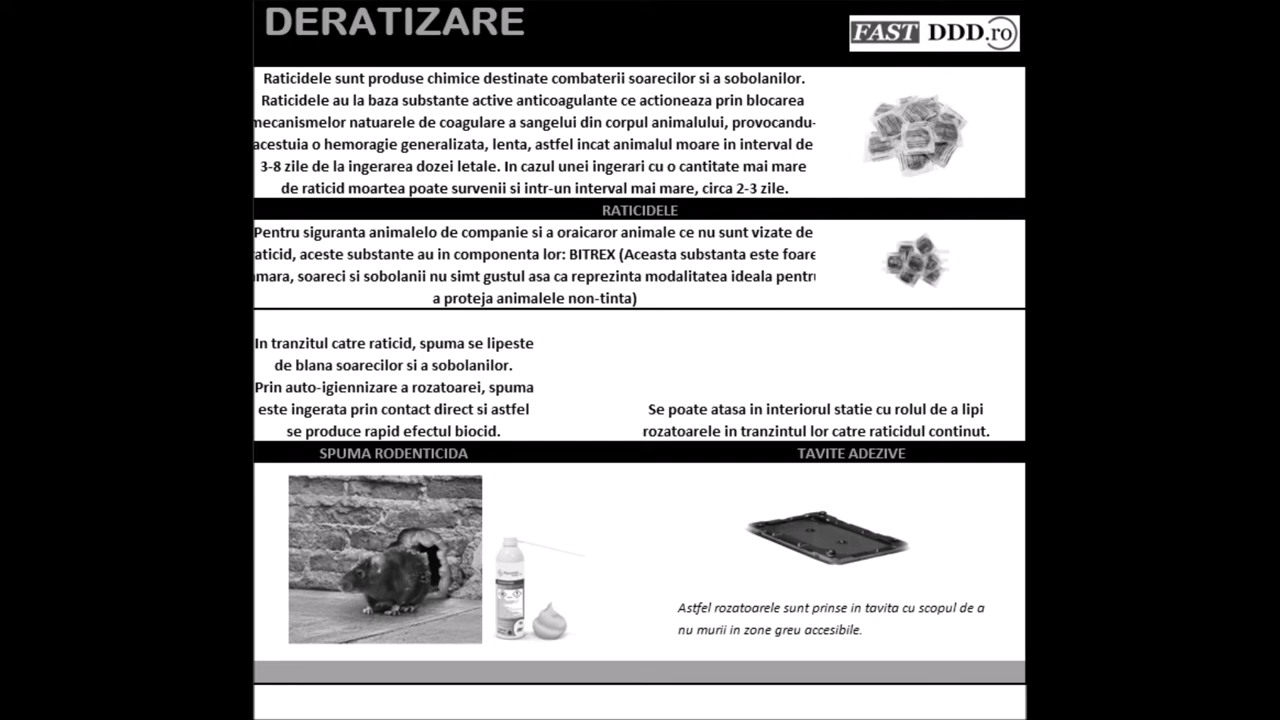 DERATIZARE
FAST DDD.ro
Raticidele sunt produse chimice destinate combaterii soarecilor si a sobolanilor.
Raticidele au la baza substante active anticoagulante ce actioneaza prin blocarea
mecanismelor natuarele de coagulare a sangelui din corpul animalului, provocandu-
acestuia o hemoragie generalizata, lenta, astfel incat animalul moare in interval de
3-8 zile de la ingerarea dozei letale. In cazul unei ingerari cu o cantitate mai mare
de raticid moartea poate survenii si intr-un interval mai mare, circa 2-3 zile.
RATICIDELE
Pentru siguranta animalelo de companie si a oraicaror animale ce nu sunt vizate de
raticid, aceste substante au in componenta lor: BITREX (Aceasta substanta este foare
amara, soareci si sobolanii nu simt gustul asa ca reprezinta modalitatea ideala pentru
a proteja animalele non-tinta)
In tranzitul catre raticid, spuma se lipeste
de blana soarecilor si a sobolanilor.
Prin auto-igiennizare a rozatoarei, spuma
este ingerata prin contact direct si astfel
se produce rapid efectul biocid.
Se poate atasa in interiorul statie cu rolul de a lipi
rozatoarele in tranzintul lor catre raticidul continut.
SPUMA RODENTICIDA
TAVITE ADEZIVE
Astfel rozatoarele sunt prinse in tavita cu scopul de a
nu murii in zone greu accesibile.